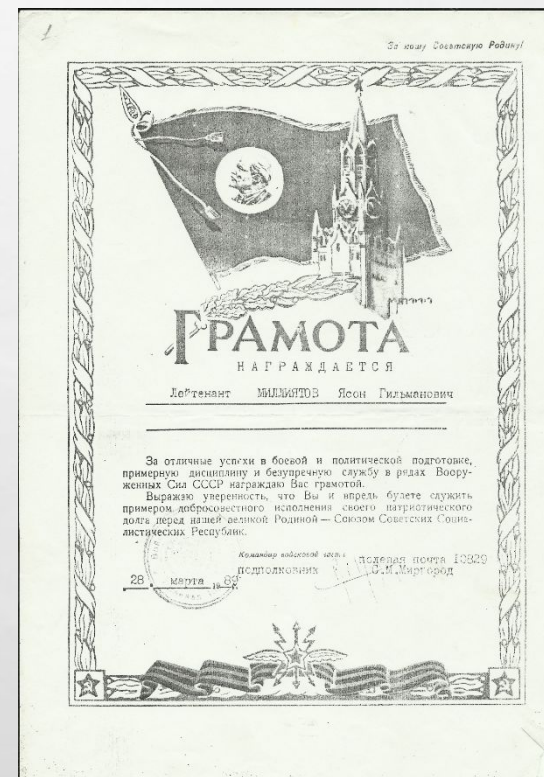 1
За нашу Советскую Родину!
ГРАМОТА
НАГРАЖДАЕТСЯ
Лейтенант МИЛЛИЯТОВ Ясон Гильманович
За отличные успехи в боевой и политической подготовке,
примерную дисциплину и безупречную службу в рядах Воору-
женных Сил СССР награждаю Вас грамотой.
Выражаю уверенность, что Вы и впредь будете служить
примером добросовестного исполнения своего патриотического
долга перед нашей великой Родиной — Союзом Советских Социа-
листических Республик.
Командир войсковой части полевая почта 10829
подполковник С.М.Миргород
28. марта 19